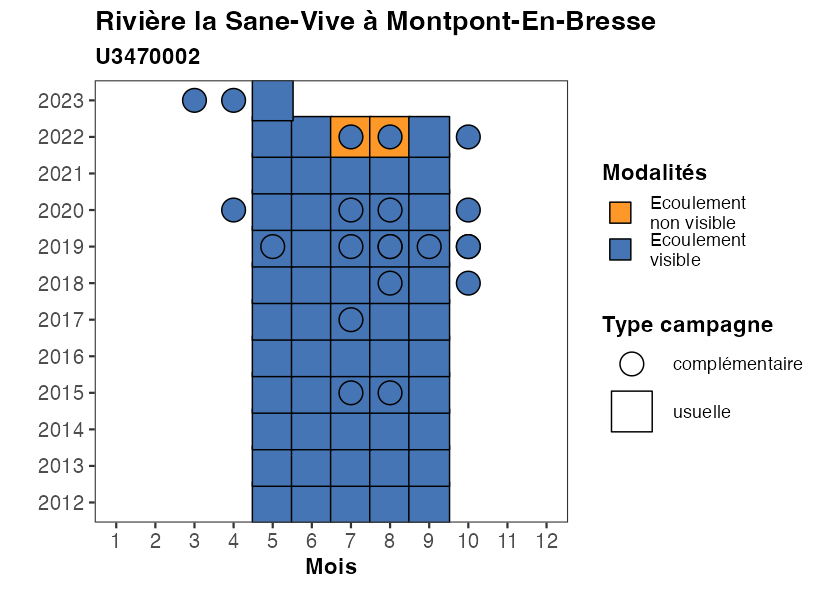 Rivière la Sane-Vive à Montpont-En-Bresse
U3470002
2023
2022
2021
2020
2019
2018
2017
2016
2015
2014
2013
2012
1 2 3 4 5 6 7 8 9 10 11 12
Mois
Modalités
Ecoulement
non visible
Ecoulement
visible
Type campagne
complémentaire
usuelle